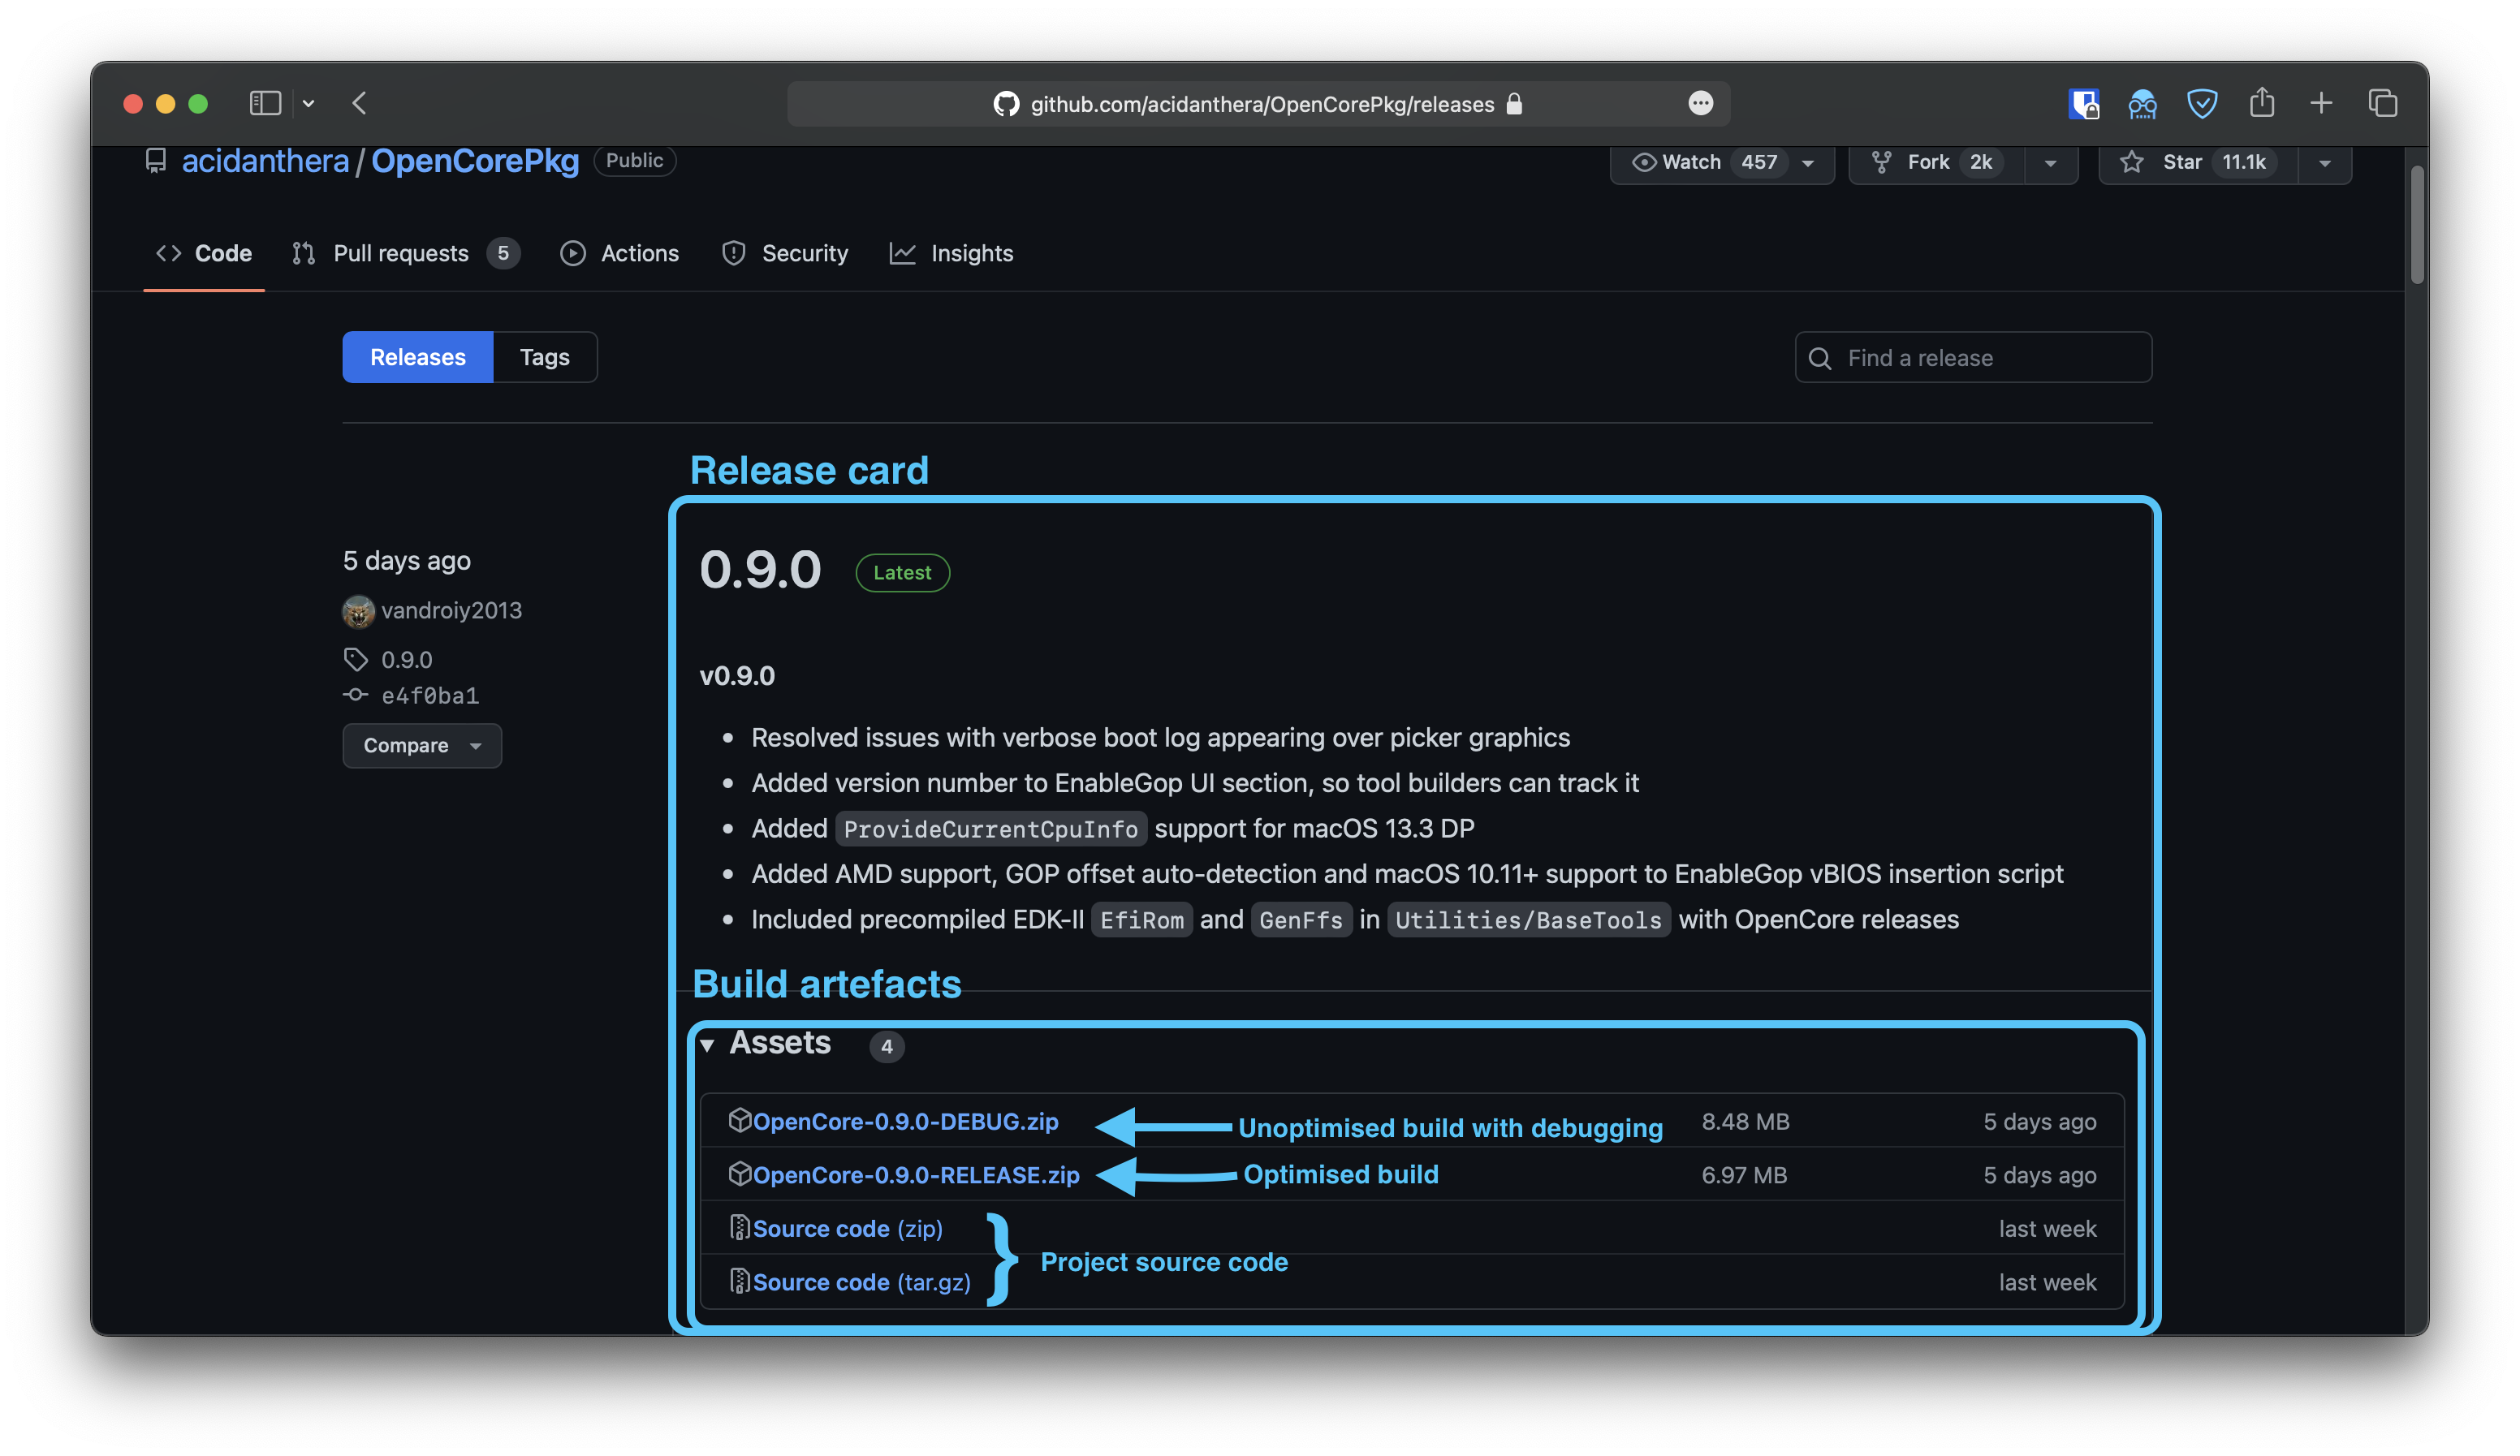 github.com/acidanthera/OpenCorePkg/releases
acidanthera / OpenCorePkg Public
Watch 457 Fork 2k Star 11.1k
Code Pull requests 5 Actions Security Insights
Releases Tags
Find a release
Release card
5 days ago
vandroiy2013
0.9.0
e4f0ba1
Compare
0.9.0 Latest
v0.9.0
• Resolved issues with verbose boot log appearing over picker graphics
• Added version number to EnableGop UI section, so tool builders can track it
• Added ProvideCurrentCpuInfo support for macOS 13.3 DP
• Added AMD support, GOP offset auto-detection and macOS 10.11+ support to EnableGop vBIOS insertion script
• Included precompiled EDK-II EfiRom and GenFfs in Utilities/BaseTools with OpenCore releases
Build artefacts
Assets 4
OpenCore-0.9.0-DEBUG.zip Unoptimised build with debugging 8.48 MB 5 days ago
OpenCore-0.9.0-RELEASE.zip Optimised build 6.97 MB 5 days ago
Source code (zip) last week
Project source code
Source code (tar.gz) last week